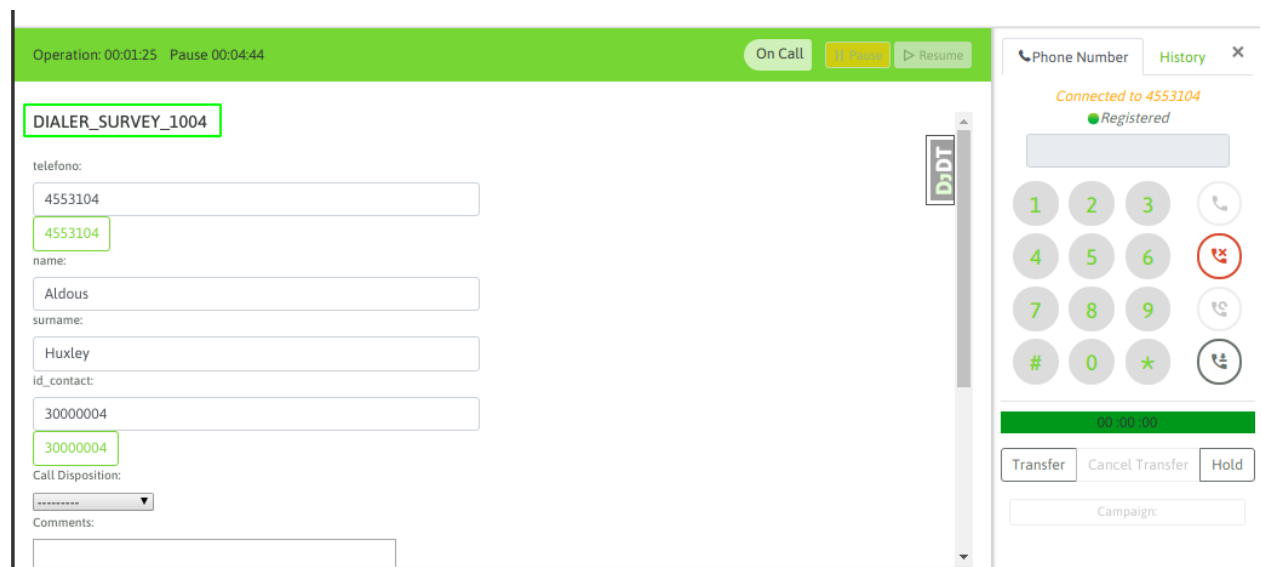 Operation: 00:01:25 Pause 00:04:44
On Call
Pause
Resume
DIALER_SURVEY_1004
telefono:
4553104
4553104
name:
Aldous
surname:
Huxley
id_contact:
30000004
30000004
Call Disposition:
---------
Comments:
DJDT
Phone Number
History
×
Connected to 4553104
Registered
1 2 3
4 5 6
7 8 9
# 0 *
00 :00 :00
Transfer
Cancel Transfer
Hold
Campaign: